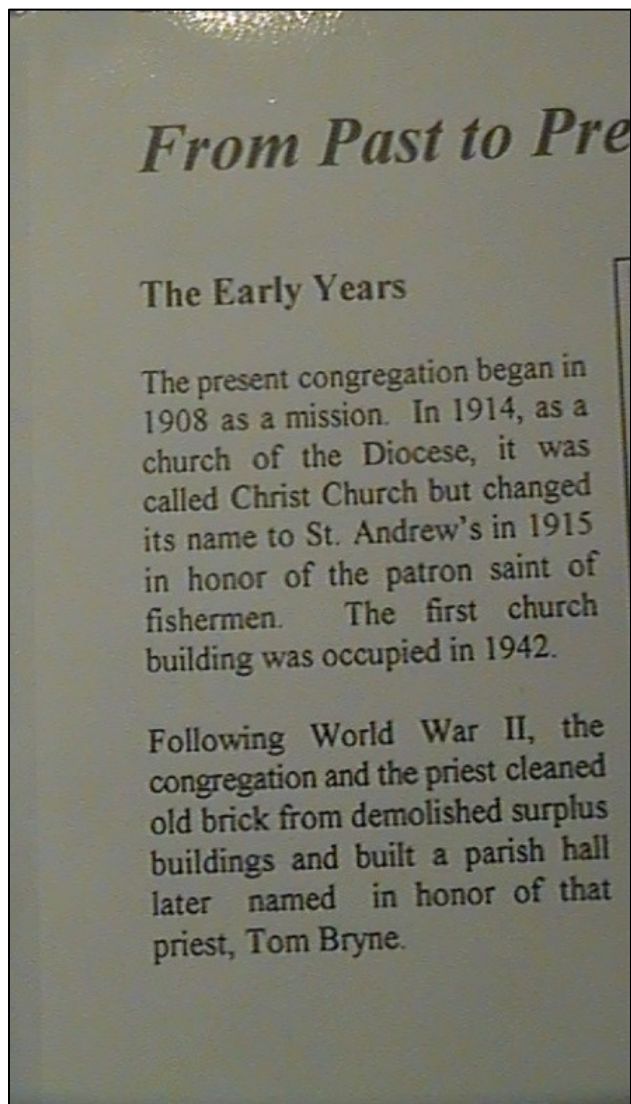 From Past to Pre
The Early Years
The present congregation began in
1908 as a mission. In 1914, as a
church of the Diocese, it was
called Christ Church but changed
its name to St. Andrew's in 1915
in honor of the patron saint of
fishermen. The first church
building was occupied in 1942.
Following World War II, the
congregation and the priest cleaned
old brick from demolished surplus
buildings and built a parish hall
later named in honor of that
priest, Tom Bryne.